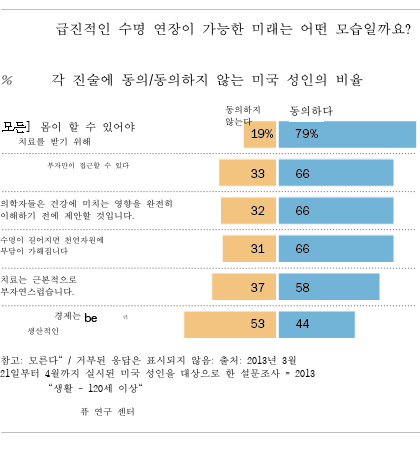 급진적인 수명 연장이 가능한 미래는 어떤 모습일까요?
% 각 진술에 동의/동의하지 않는 미국 성인의 비율
동의하지 않는다
동의하다
모든] 몸이 할 수 있어야
치료를 받기 위해
19% 79%
부자만이 접근할 수 있다
33 66
의학자들은 건강에 미치는 영향을 완전히
이해하기 전에 제안할 것입니다.
32 66
수명이 길어지면 천연자원에
부담이 가해집니다
31 66
치료는 근본적으로
부자연스럽습니다.
37 58
경제는 be
생산적인
53 44
참고: 모른다“ / 거부된 응답은 표시되지 않음: 출처: 2013년 3월
21일부터 4월까지 실시된 미국 성인을 대상으로 한 설문조사 = 2013
“생활 - 120세 이상“
퓨 연구 센터